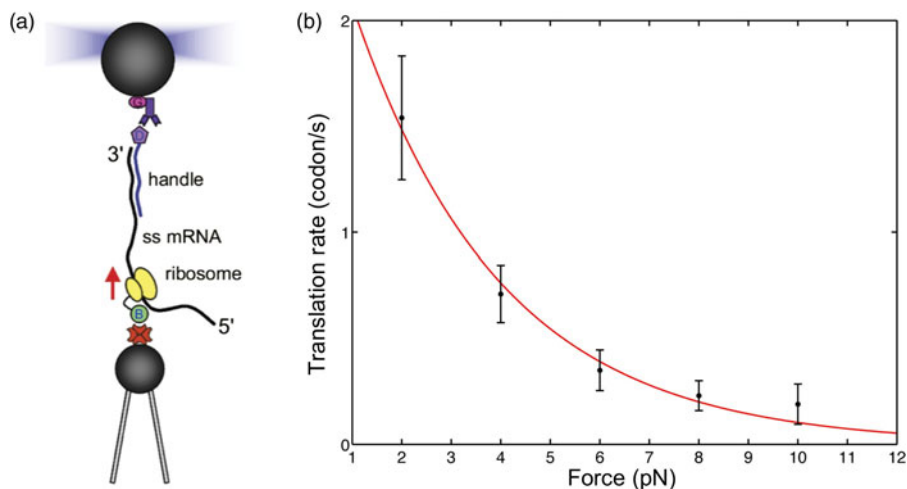 (a)
G
D
3'
handle
ss mRNA
ribosome
B
5'
(b)
Translation rate (codon/s)
2
1
0
1 2 3 4 5 6 7 8 9 10 11 12
Force (pN)